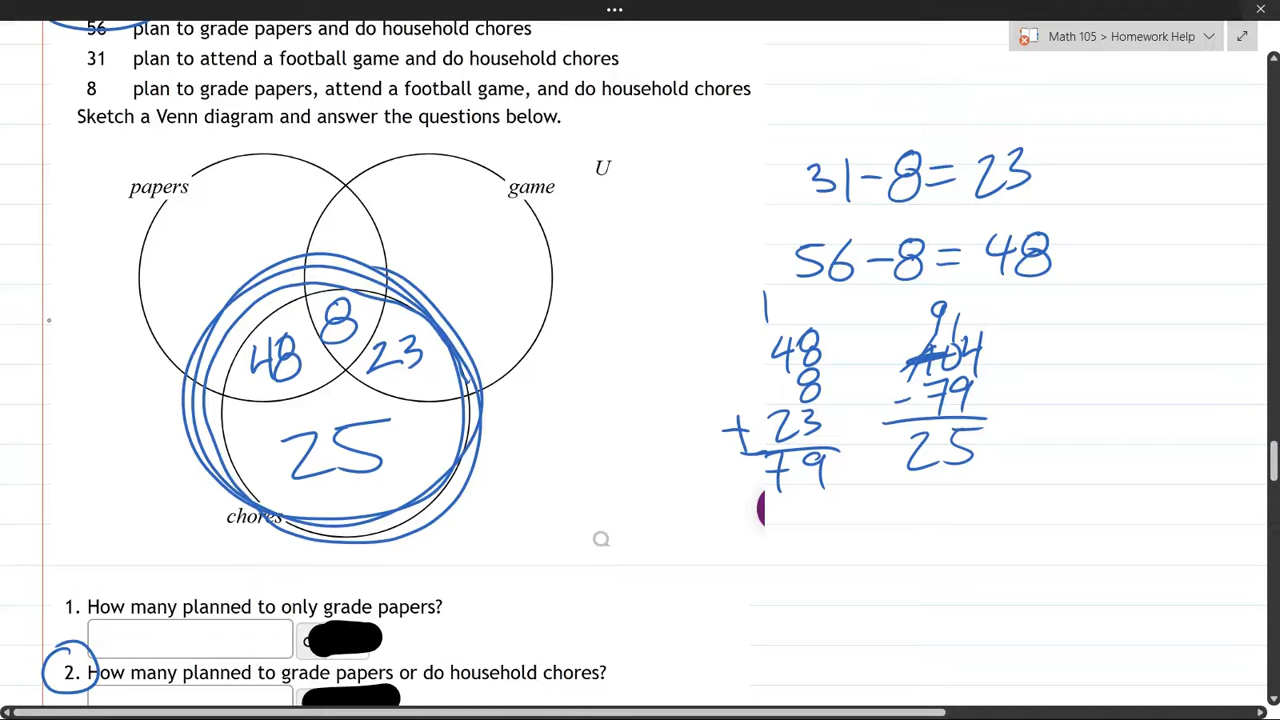 ...
Math 105 > Homework Help
56 plan to grade papers and do household chores
31 plan to attend a football game and do household chores
8 plan to grade papers, attend a football game, and do household chores
Sketch a Venn diagram and answer the questions below.
papers
game
U
48
8
23
25
chores
31-8=23
56-8=48
1
48
8
+ 23
79
9 1
104
- 79
25
1. How many planned to only grade papers?
2. How many planned to grade papers or do household chores?